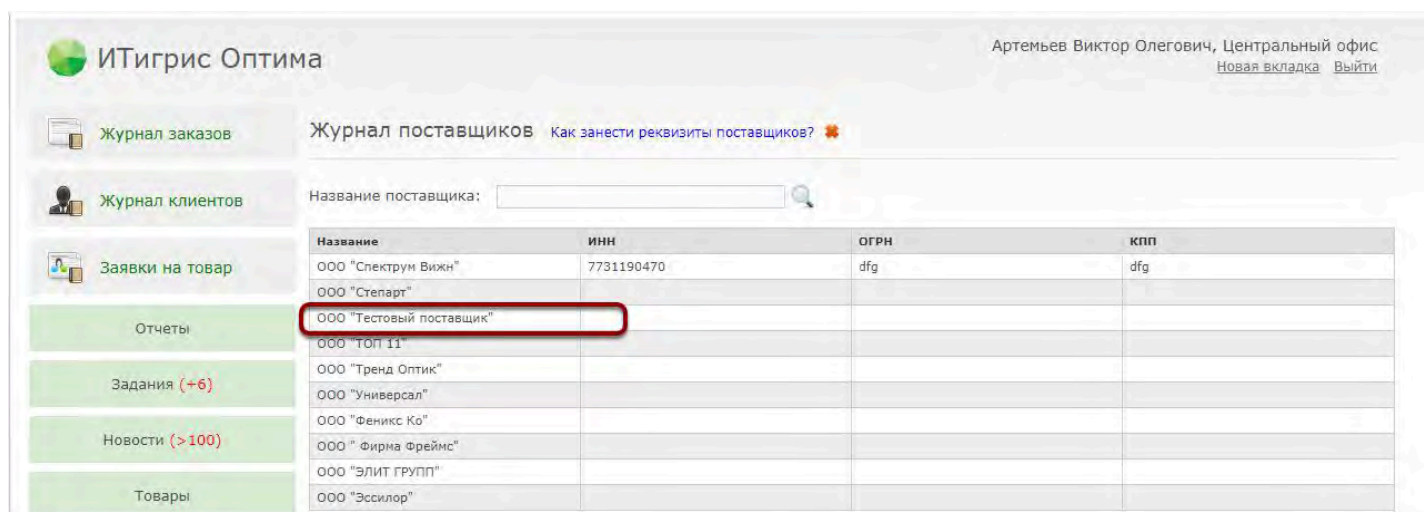 ИТигрис Оптима
Артемьев Виктор Олегович, Центральный офис
Новая вкладка Выйти
Журнал заказов
Журнал клиентов
Заявки на товар
Отчеты
Задания (+6)
Новости (>100)
Товары
Журнал поставщиков Как занести реквизиты поставщиков?
Название поставщика:
Название ИНН ОГРН КПП
ООО "Спектрум Вижн" 7731190470 dfg dfg
ООО "Степарт"
ООО "Тестовый поставщик"
ООО "ТОП 11"
ООО "Тренд Оптик"
ООО "Универсал"
ООО "Феникс Ко"
ООО " Фирма Фреймс"
ООО "ЭЛИТ ГРУПП"
ООО "Эссилор"